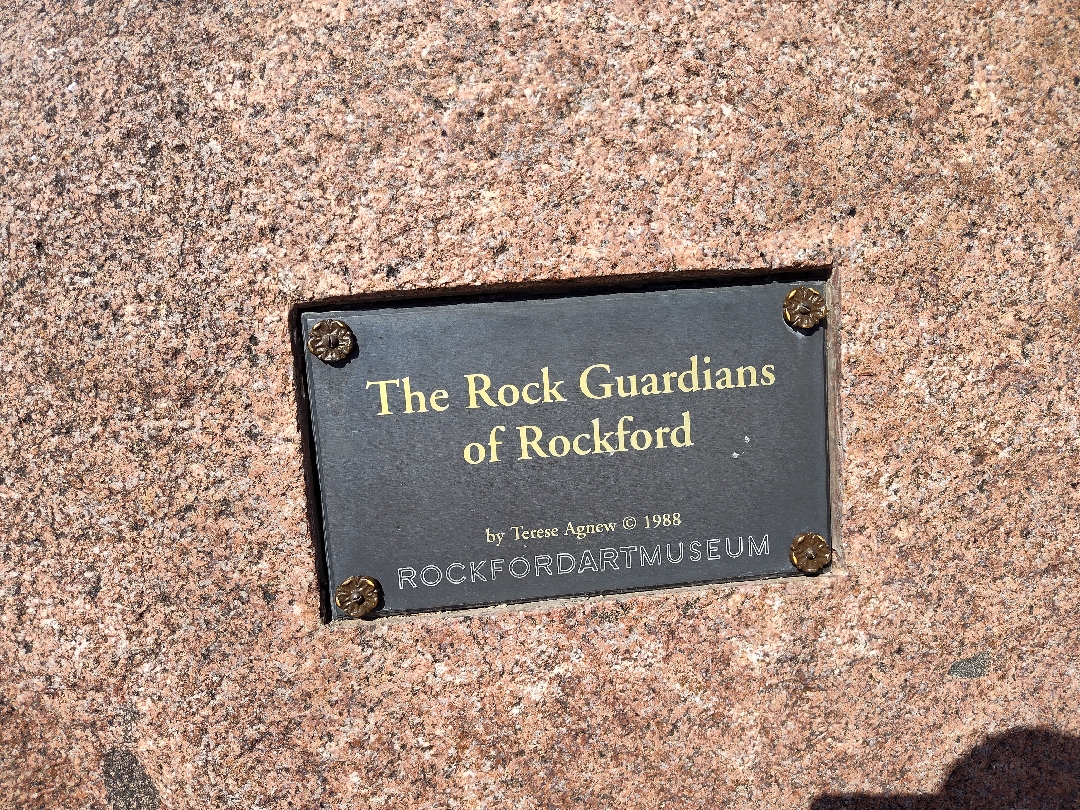 The Rock Guardians
of Rockford
by Terese Agnew © 1988
ROCKFORDARTMUSEUM